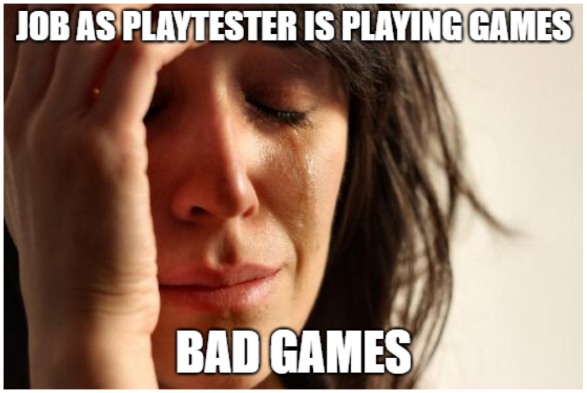 JOB AS PLAYTESTER IS PLAYING GAMES
BAD GAMES